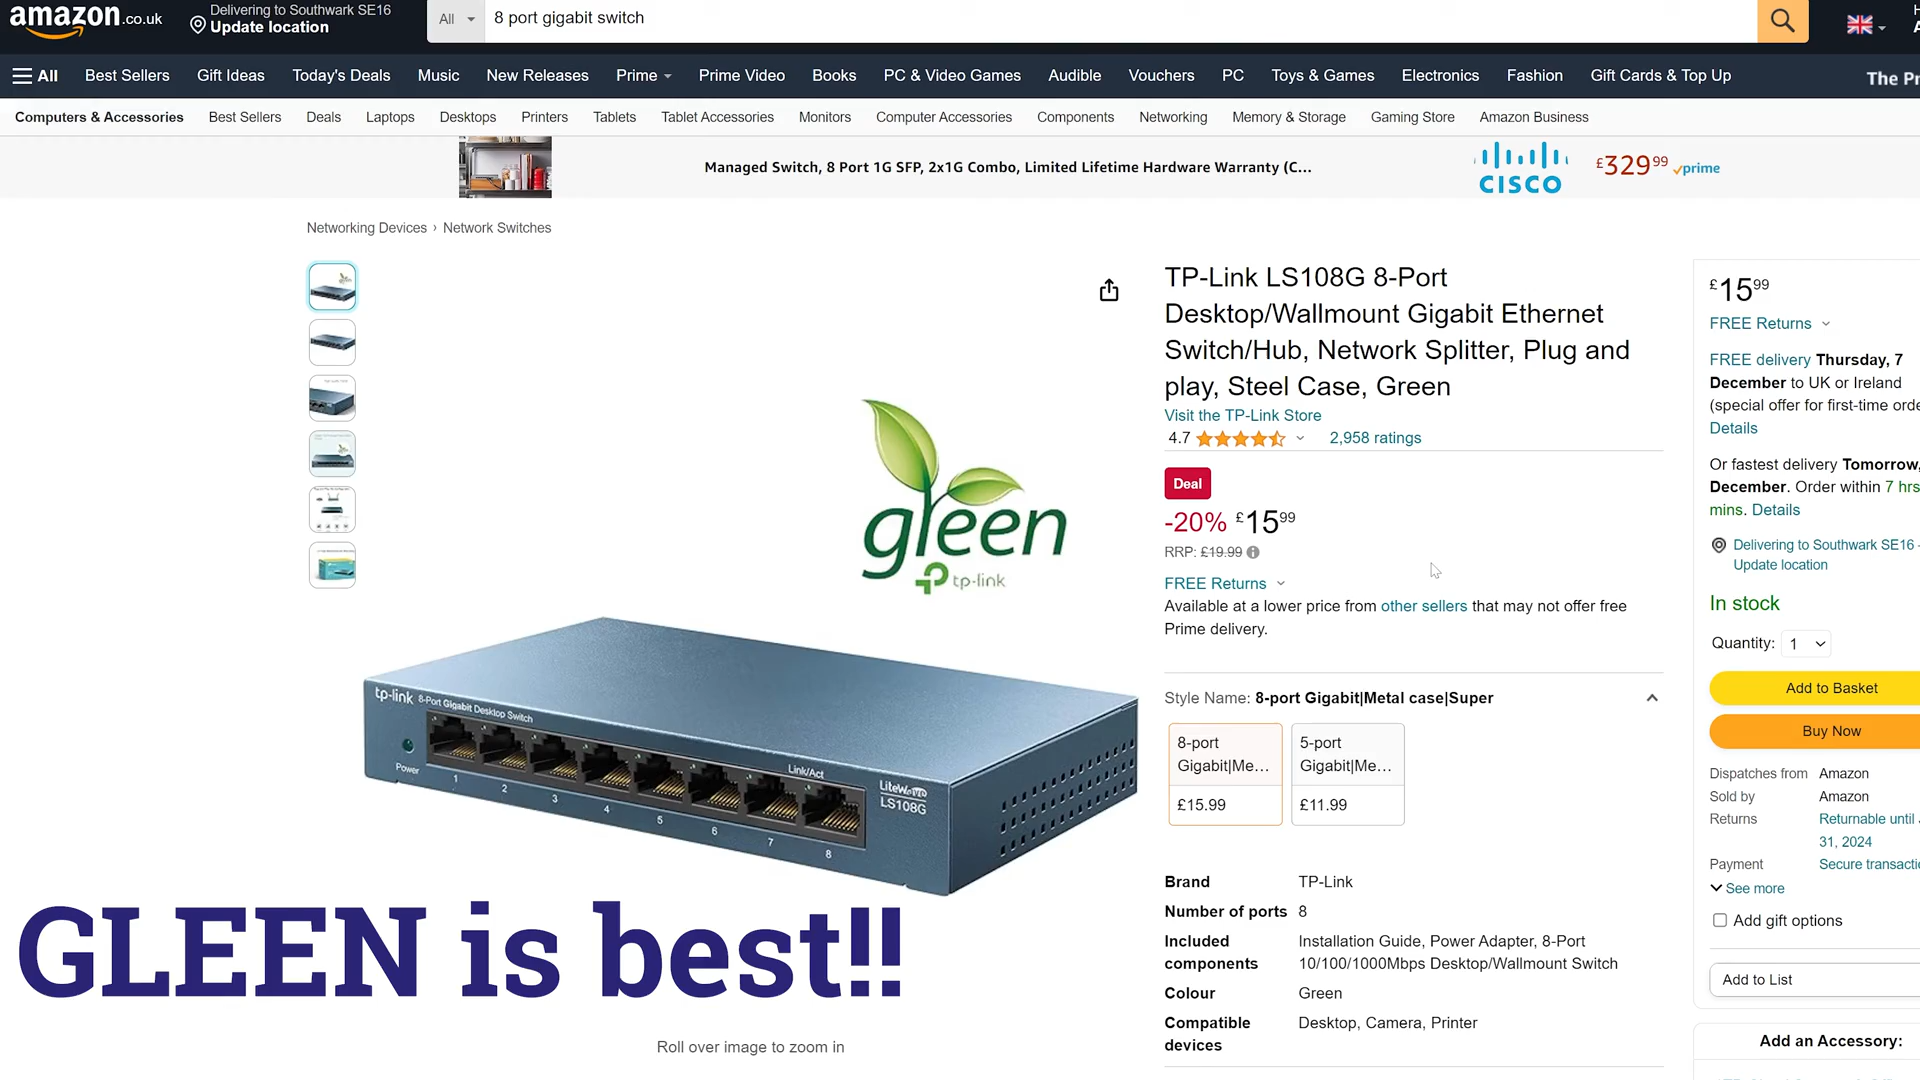 amazon.co.uk
Delivering to Southwark SE16
Update location
All
8 port gigabit switch
All
Best Sellers
Gift Ideas
Today's Deals
Music
New Releases
Prime
Prime Video
Books
PC & Video Games
Audible
Vouchers
PC
Toys & Games
Electronics
Fashion
Gift Cards & Top Up
The Pr
Computers & Accessories
Best Sellers
Deals
Laptops
Desktops
Printers
Tablets
Tablet Accessories
Monitors
Computer Accessories
Components
Networking
Memory & Storage
Gaming Store
Amazon Business
Managed Switch, 8 Port 1G SFP, 2x1G Combo, Limited Lifetime Hardware Warranty (C...
CISCO
£329 99
prime
Networking Devices › Network Switches
gleen
tp-link
tp-link 8-Port Gigabit Desktop Switch
Power
1
2
3
4
5
6
7
8
Link/Act
LiteWave
LS108G
GLEEN is best!!
Roll over image to zoom in
TP-Link LS108G 8-Port
Desktop/Wallmount Gigabit Ethernet
Switch/Hub, Network Splitter, Plug and
play, Steel Case, Green
Visit the TP-Link Store
4.7
2,958 ratings
Deal
-20% £15 99
RRP: £19.99
FREE Returns
Available at a lower price from other sellers that may not offer free
Prime delivery.
Style Name: 8-port Gigabit|Metal case|Super
8-port
Gigabit|Me...
£15.99
5-port
Gigabit|Me...
£11.99
Brand TP-Link
Number of ports 8
Included Installation Guide, Power Adapter, 8-Port
components 10/100/1000Mbps Desktop/Wallmount Switch
Colour Green
Compatible Desktop, Camera, Printer
devices
£15 99
FREE Returns
FREE delivery Thursday, 7
December to UK or Ireland
(special offer for first-time orde
Details
Or fastest delivery Tomorrow,
December. Order within 7 hrs
mins. Details
Delivering to Southwark SE16 -
Update location
In stock
Quantity: 1
Add to Basket
Buy Now
Dispatches from Amazon
Sold by Amazon
Returns Returnable until
31, 2024
Payment Secure transacti
See more
Add gift options
Add to List
Add an Accessory: